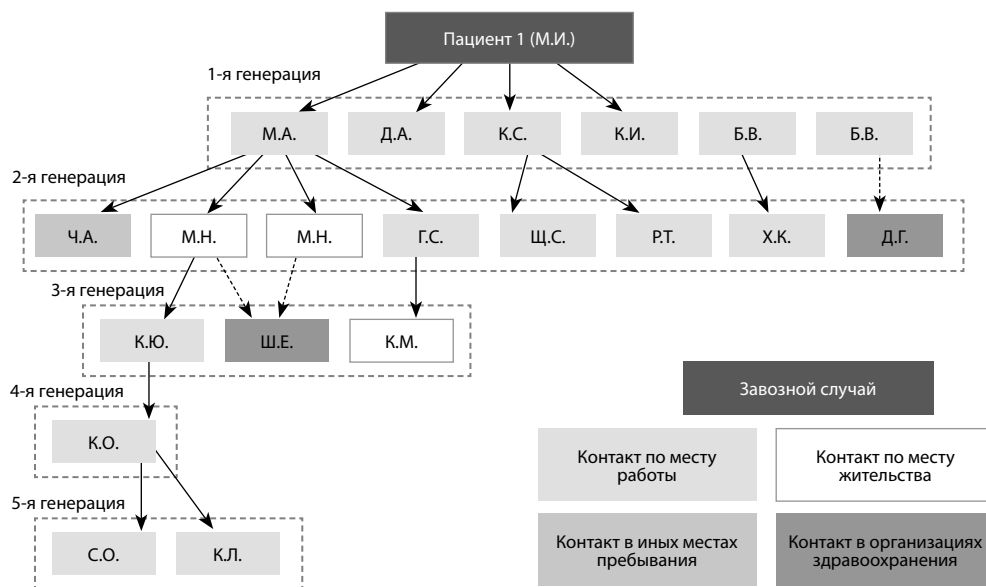 Пациент 1 (М.И.)
1-я генерация
М.А.
Д.А.
К.С.
К.И.
Б.В.
Б.В.
2-я генерация
Ч.А.
М.Н.
М.Н.
Г.С.
Щ.С.
Р.Т.
Х.К.
Д.Г.
3-я генерация
К.Ю.
Ш.Е.
К.М.
4-я генерация
К.О.
5-я генерация
С.О.
К.Л.
Завозной случай
Контакт по месту
работы
Контакт по месту
жительства
Контакт в иных местах
пребывания
Контакт в организациях
здравоохранения